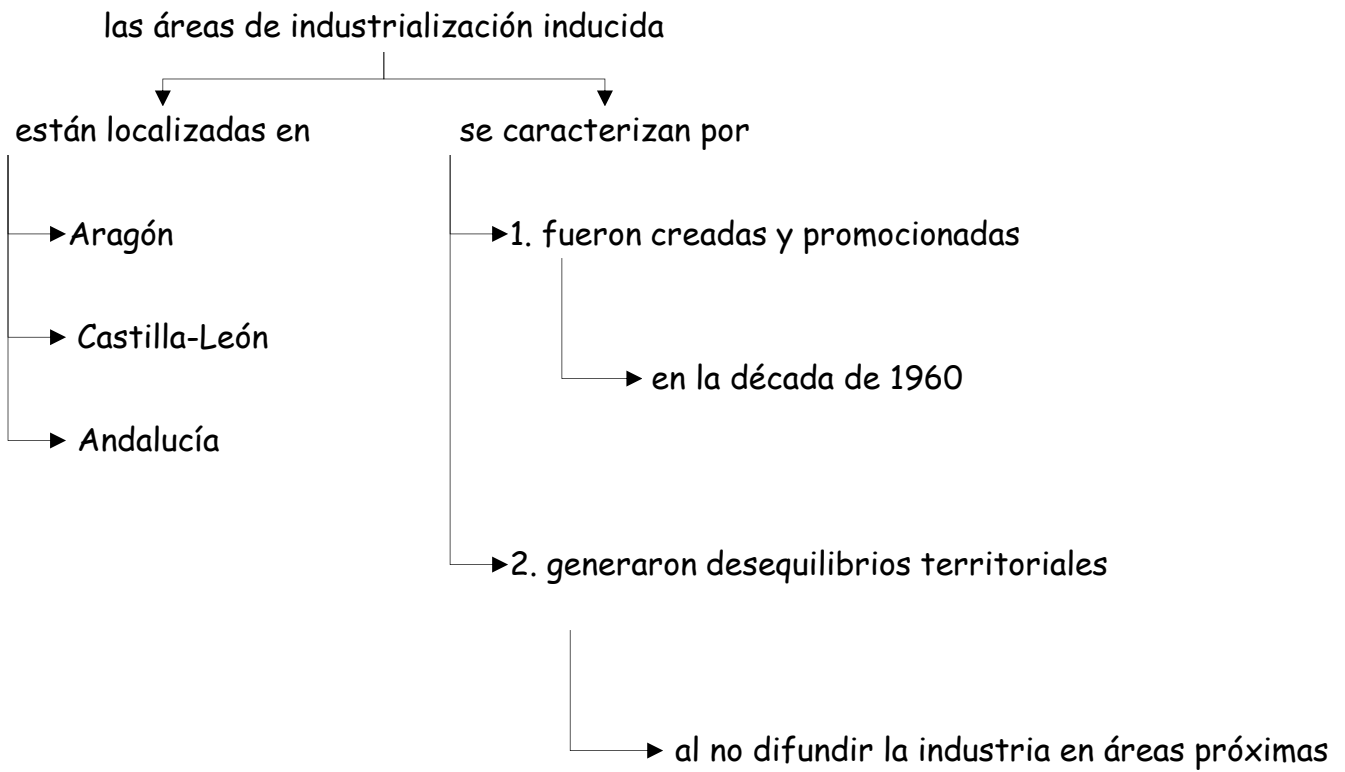 las áreas de industrialización inducida
están localizadas en
se caracterizan por
Aragón
1. fueron creadas y promocionadas
Castilla-León
en la década de 1960
Andalucía
2. generaron desequilibrios territoriales
al no difundir la industria en áreas próximas